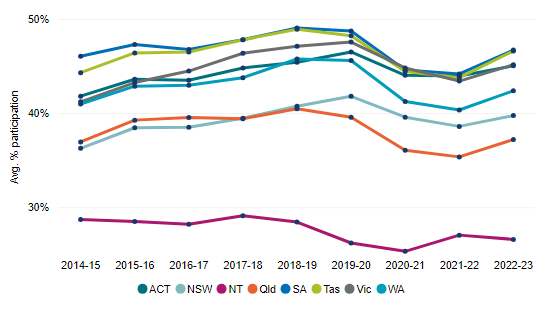 50%
40%
30%
Avg. % participation
2014-15 2015-16 2016-17 2017-18 2018-19 2019-20 2020-21 2021-22 2022-23
ACT NSW NT Qld SA Tas Vic WA